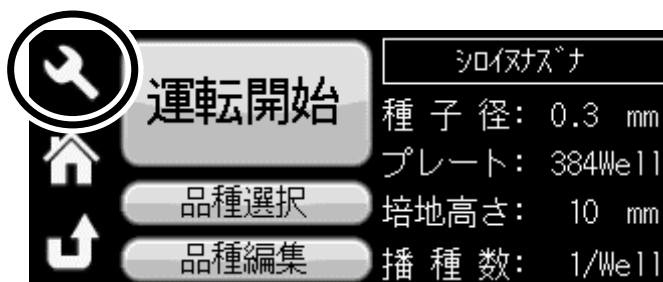 運転開始
品種選択
品種編集
ｼﾛｲﾇﾅｽﾞﾅ
種 子 径： 0.3 mm
プレート： 384Well
培地高さ： 10 mm
播 種 数： 1/Well